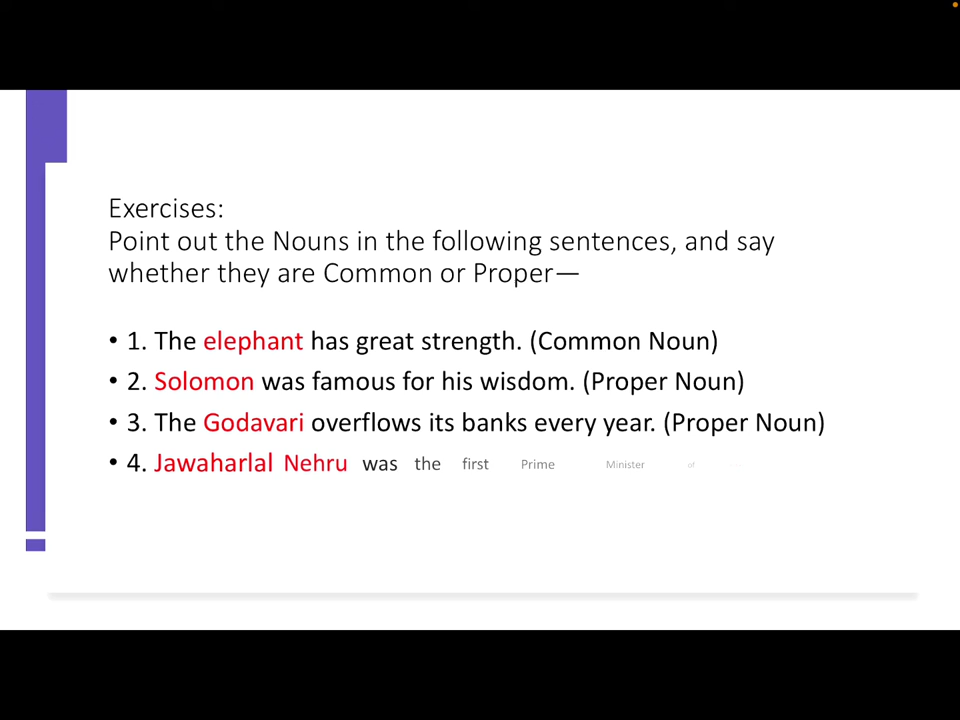 Exercises:
Point out the Nouns in the following sentences, and say
whether they are Common or Proper—
• 1. The elephant has great strength. (Common Noun)
• 2. Solomon was famous for his wisdom. (Proper Noun)
• 3. The Godavari overflows its banks every year. (Proper Noun)
• 4. Jawaharlal Nehru was the first Prime Minister of